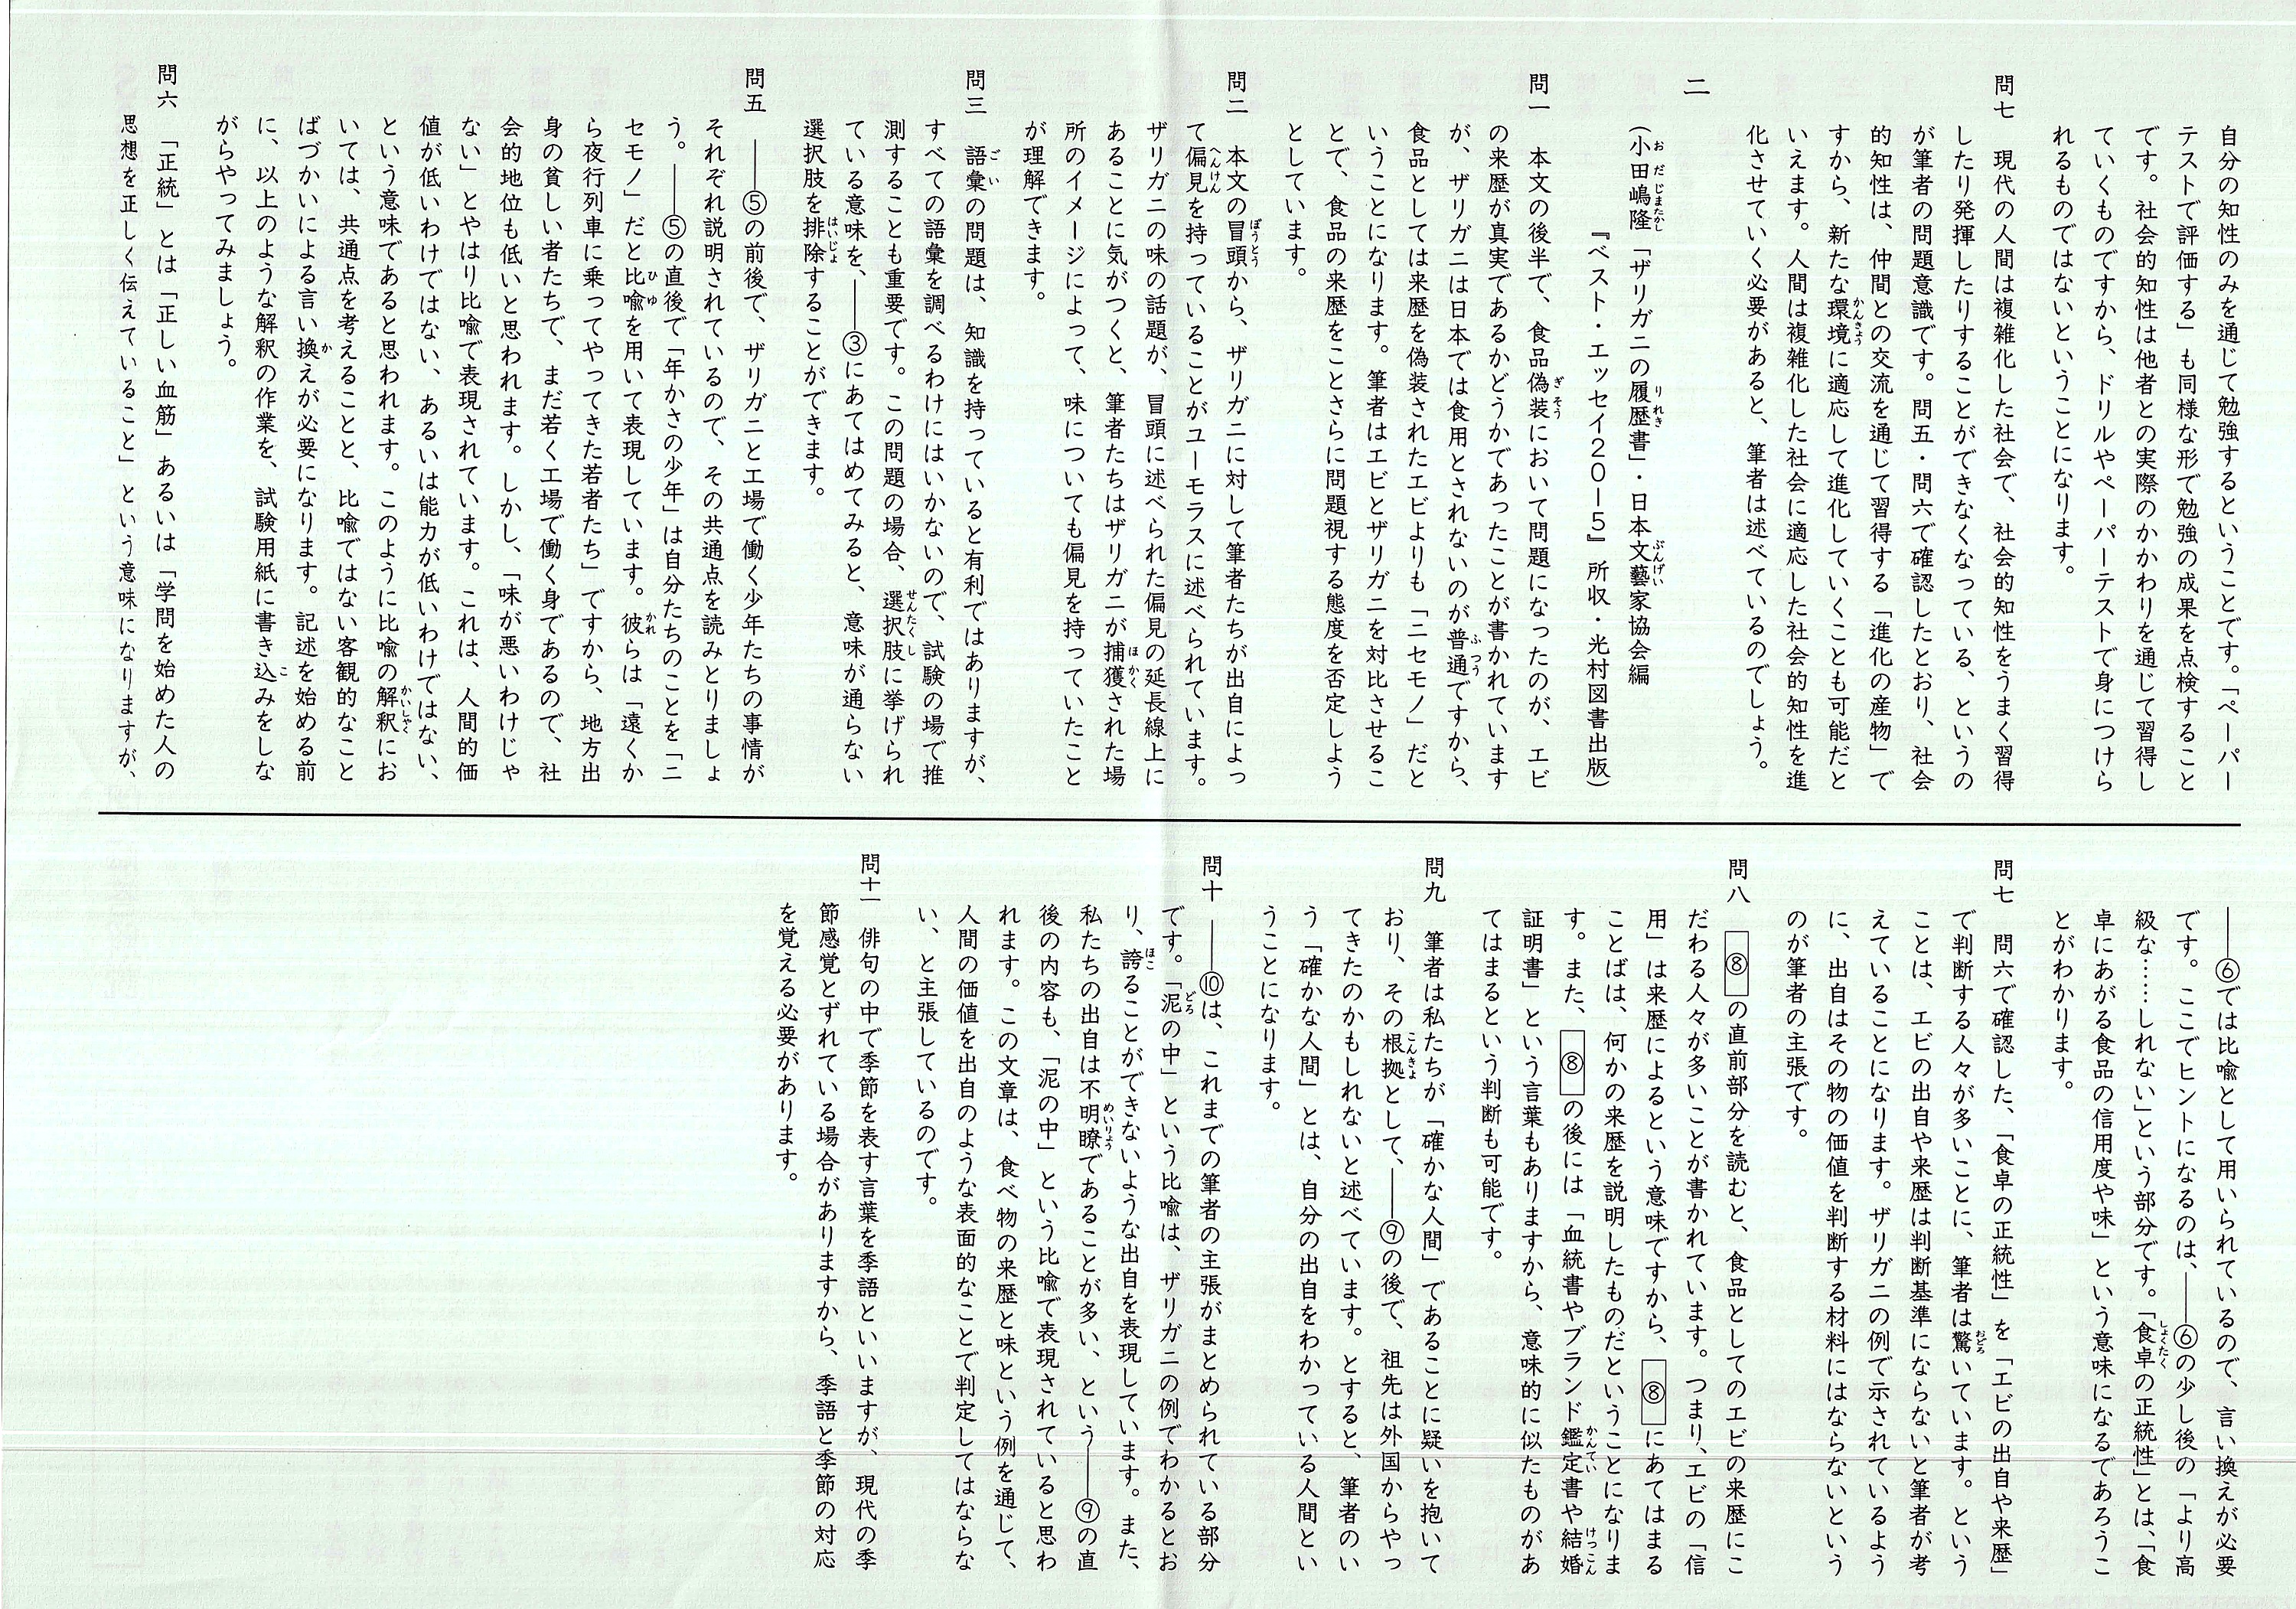 自分の知性のみを通じて勉強するということです。「ペーパー
テストで評価する」も同様な形で勉強の成果を点検すること
です。社会的知性は他者との実際のかかわりを通じて習得し
ていくものですから、ドリルやペーパーテストで身につけら
れるものではないということになります。
問七　現代の人間は複雑化した社会で、社会的知性をうまく習得
したり発揮したりすることができなくなっている、というの
が筆者の問題意識です。問五・問六で確認したとおり、社会
的知性は、仲間との交流を通じて習得する「進化の産物」で
すから、新たな環境に適応して進化していくことも可能だと
いえます。人間は複雑化した社会に適応した社会的知性を進
化させていく必要があると、筆者は述べているのでしょう。
二
（小田嶋隆「ザリガニの履歴書」・日本文藝家協会編
『ベスト・エッセイ２０１５』所収・光村図書出版）
問一　本文の後半で、食品偽装において問題になったのが、エビ
の来歴が真実であるかどうかであったことが書かれています
が、ザリガニは日本では食用とされないのが普通ですから、
食品としては来歴を偽装されたエビよりも「ニセモノ」だと
いうことになります。筆者はエビとザリガニを対比させるこ
とで、食品の来歴をことさらに問題視する態度を否定しよう
としています。
問二　本文の冒頭から、ザリガニに対して筆者たちが出自によっ
て偏見を持っていることがユーモラスに述べられています。
ザリガニの味の話題が、冒頭に述べられた偏見の延長線上に
あることに気がつくと、筆者たちはザリガニが捕獲された場
所のイメージによって、味についても偏見を持っていたこと
が理解できます。
問三　語彙の問題は、知識を持っていると有利ではありますが、
すべての語彙を調べるわけにはいかないので、試験の場で推
測することも重要です。この問題の場合、選択肢に挙げられ
ている意味を、――③にあてはめてみると、意味が通らない
選択肢を排除することができます。
問五　――⑤の前後で、ザリガニと工場で働く少年たちの事情が
それぞれ説明されているので、その共通点を読みとりましょ
う。――⑤の直後で「年かさの少年」は自分たちのことを「ニ
セモノ」だと比喩を用いて表現しています。彼らは「遠くか
ら夜行列車に乗ってやってきた若者たち」ですから、地方出
身の貧しい者たちで、まだ若く工場で働く身であるので、社
会的地位も低いと思われます。しかし、「味が悪いわけじゃ
ない」とやはり比喩で表現されています。これは、人間的価
値が低いわけではない、あるいは能力が低いわけではない、
という意味であると思われます。このように比喩の解釈にお
いては、共通点を考えることと、比喩ではない客観的なこと
ばづかいによる言い換えが必要になります。記述を始める前
に、以上のような解釈の作業を、試験用紙に書き込みをしな
がらやってみましょう。
問六　「正統」とは「正しい血筋」あるいは「学問を始めた人の
思想を正しく伝えていること」という意味になりますが、
――⑥では比喩として用いられているので、言い換えが必要
です。ここでヒントになるのは、――⑥の少し後の「より高
級な……しれない」という部分です。「食卓の正統性」とは、「食
卓にあがる食品の信用度や味」という意味になるであろうこ
とがわかります。
問七　問六で確認した、「食卓の正統性」を「エビの出自や来歴」
で判断する人々が多いことに、筆者は驚いています。という
ことは、エビの出自や来歴は判断基準にならないと筆者が考
えていることになります。ザリガニの例で示されているよう
に、出自はその物の価値を判断する材料にはならないという
のが筆者の主張です。
問八　⑧の直前部分を読むと、食品としてのエビの来歴にこ
だわる人々が多いことが書かれています。つまり、エビの「信
用」は来歴によるという意味ですから、⑧にあてはまる
ことばは、何かの来歴を説明したものだということになりま
す。また、⑧の後には「血統書やブランド鑑定書や結婚
証明書」という言葉もありますから、意味的に似たものがあ
てはまるという判断も可能です。
問九　筆者は私たちが「確かな人間」であることに疑いを抱いて
おり、その根拠として、――⑨の後で、祖先は外国からやっ
てきたのかもしれないと述べています。とすると、筆者のい
う「確かな人間」とは、自分の出自をわかっている人間とい
うことになります。
問十　――⑩は、これまでの筆者の主張がまとめられている部分
です。「泥の中」という比喩は、ザリガニの例でわかるとお
り、誇ることができないような出自を表現しています。また、
私たちの出自は不明瞭であることが多い、という――⑨の直
後の内容も、「泥の中」という比喩で表現されていると思わ
れます。この文章は、食べ物の来歴と味という例を通じて、
人間の価値を出自のような表面的なことで判定してはならな
い、と主張しているのです。
問十一　俳句の中で季節を表す言葉を季語といいますが、現代の季
節感覚とずれている場合がありますから、季語と季節の対応
を覚える必要があります。